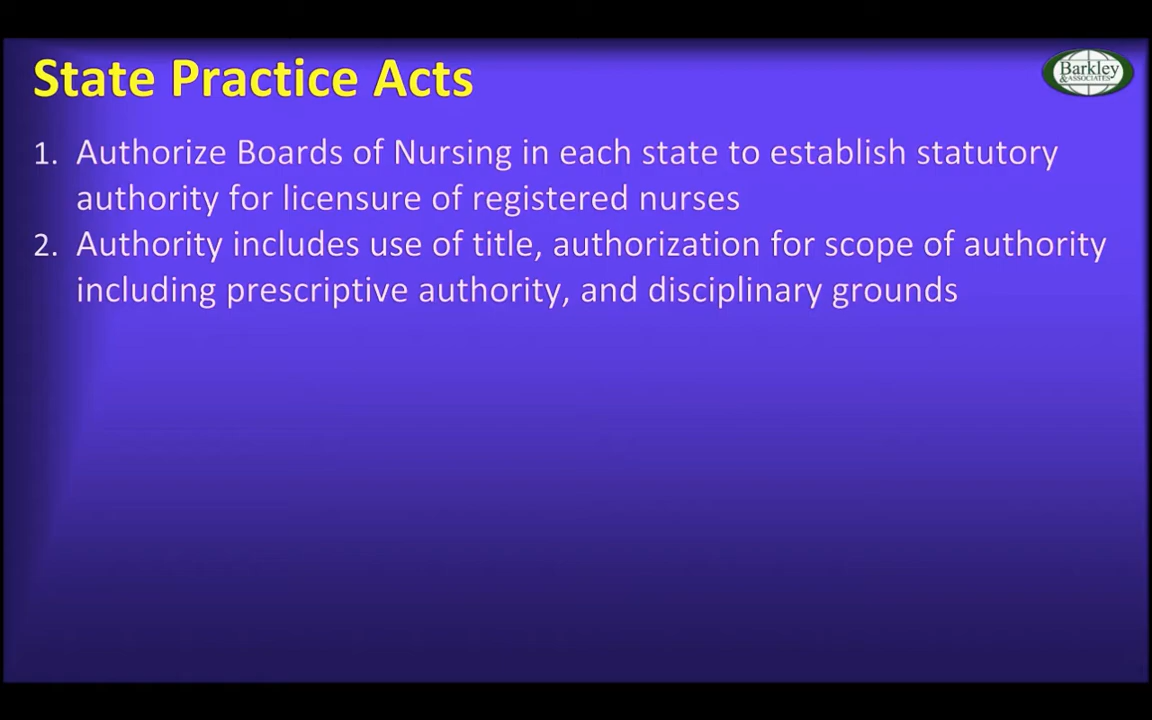 State Practice Acts
Barkley
& ASSOCIATES
1. Authorize Boards of Nursing in each state to establish statutory
authority for licensure of registered nurses
2. Authority includes use of title, authorization for scope of authority
including prescriptive authority, and disciplinary grounds